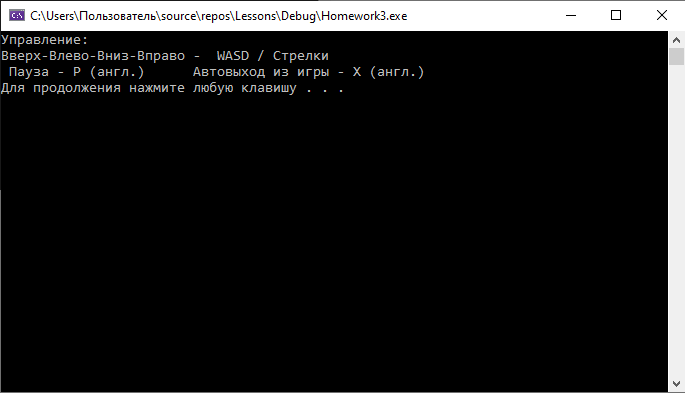 C:\Users\Пользователь\source\repos\Lessons\Debug\Homework3.exe
Управление:
Вверх-Влево-Вниз-Вправо -  WASD / Стрелки
 Пауза - P (англ.)      Автовыход из игры - X (англ.)
Для продолжения нажмите любую клавишу . . .